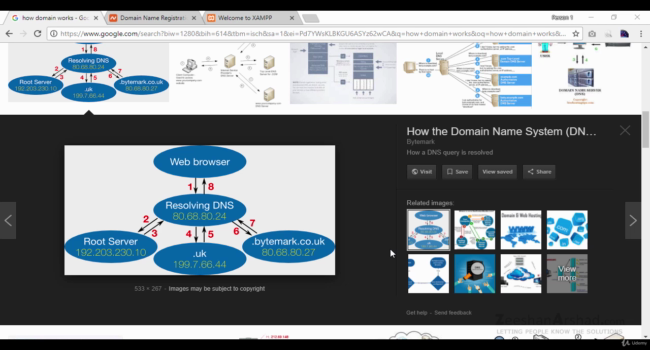 how domain works - Go
Domain Name Registrat
Welcome to XAMPP
https://www.google.com/search?biw=1280&bih=614&tbm=isch&sa=1&ei=Pd7YWsKLBKGU6ASYz62wCA&q=how+domain+works&oq=how+domain+works&
Resolving DNS
80.68.80.24
Root Server
192.203.230.10
.uk
199.7.66.44
.bytemark.co.uk
80.68.80.27
Web browser
1
8
Resolving DNS
80.68.80.24
2
3
4
5
6
7
Root Server
192.203.230.10
.uk
199.7.66.44
.bytemark.co.uk
80.68.80.27
533 × 267 - Images may be subject to copyright
How the Domain Name System (DN...
Bytemark
How a DNS query is resolved
Visit
Save
View saved
Share
Related images:
View more
Get help - Send feedback
LETTING PEOPLE KNOW THE SOLUTIONS
Udemy